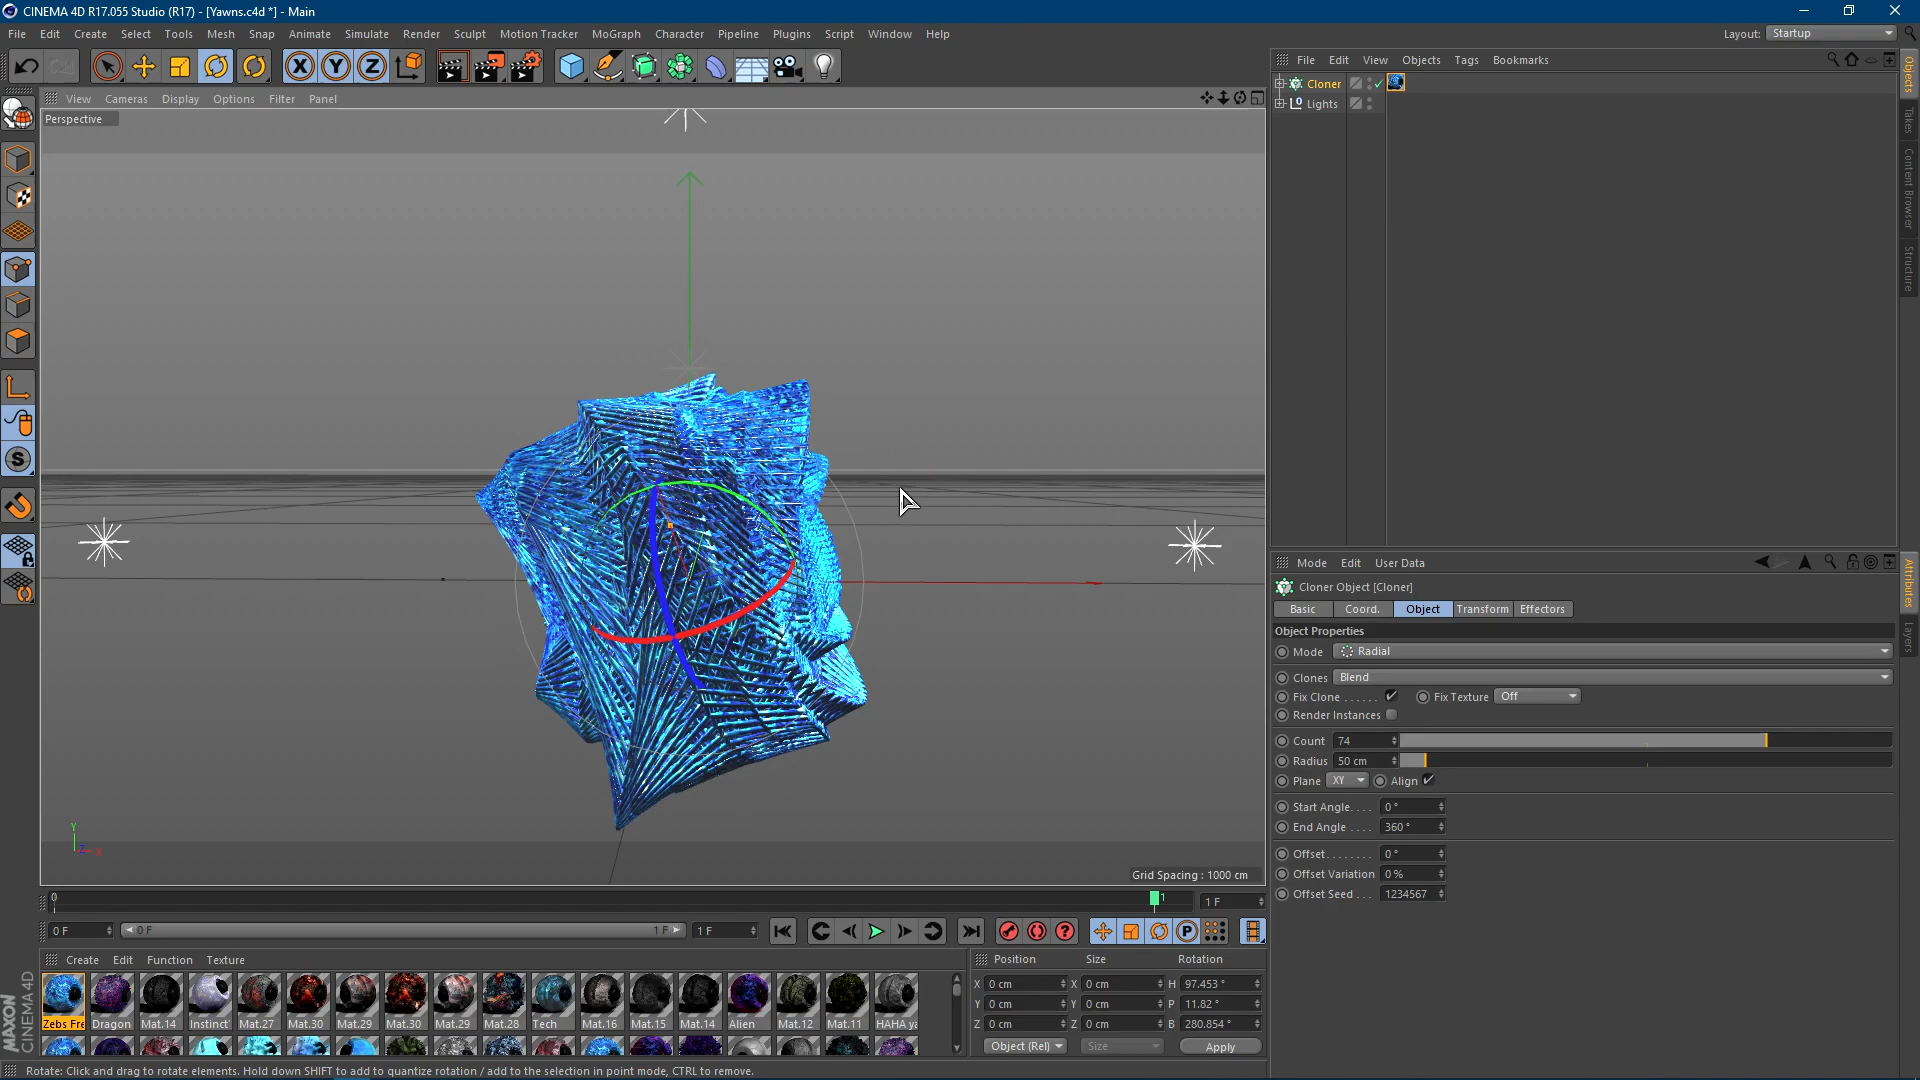 CINEMA 4D R17.055 Studio (R17) - [Yawns.c4d *] - Main
File Edit Create Select Tools Mesh Snap Animate Simulate Render Sculpt Motion Tracker MoGraph Character Pipeline Plugins Script Window Help
Layout: Startup
X Y Z
File Edit View Objects Tags Bookmarks
Cloner
Lights
View Cameras Display Options Filter Panel
Perspective
Grid Spacing : 1000 cm
Objects
Takes
Content Browser
Structure
Mode Edit User Data
Cloner Object [Cloner]
Basic Coord. Object Transform Effectors
Object Properties
Mode Radial
Clones Blend
Fix Clone ...... Fix Texture Off
Render Instances
Count 74
Radius 50 cm
Plane XY Align
Start Angle.... 0 °
End Angle .... 360 °
Offset........ 0 °
Offset Variation 0 %
Offset Seed ... 1234567
Attributes
Layers
0 1 1 F
0 F 0 F 1 F 1 F
Create Edit Function Texture
Zebs Fre Dragon Mat.14 Instinct' Mat.27 Mat.30 Mat.29 Mat.30 Mat.29 Mat.28 Tech Mat.16 Mat.15 Mat.14 Alien Mat.12 Mat.11 HAHA ya
Position Size Rotation
X 0 cm X 0 cm H 97.453 °
Y 0 cm Y 0 cm P 11.82 °
Z 0 cm Z 0 cm B 280.854 °
Object (Rel) Size Apply
MAXON
CINEMA 4D
Rotate: Click and drag to rotate elements. Hold down SHIFT to add to quantize rotation / add to the selection in point mode, CTRL to remove.